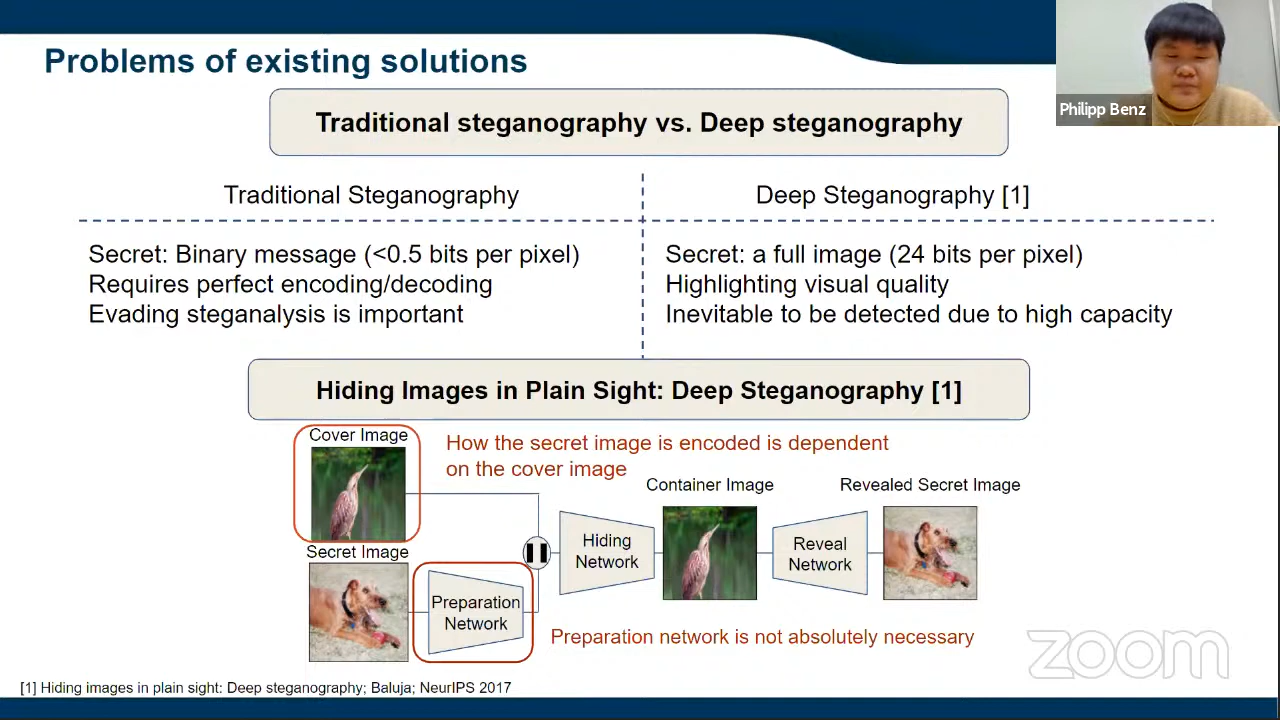 Problems of existing solutions
Philipp Benz
Traditional steganography vs. Deep steganography
Traditional Steganography
Secret: Binary message (<0.5 bits per pixel)
Requires perfect encoding/decoding
Evading steganalysis is important
Deep Steganography [1]
Secret: a full image (24 bits per pixel)
Highlighting visual quality
Inevitable to be detected due to high capacity
Hiding Images in Plain Sight: Deep Steganography [1]
Cover Image
How the secret image is encoded is dependent
on the cover image
Container Image
Revealed Secret Image
Secret Image
Hiding
Network
Reveal
Network
Preparation
Network
Preparation network is not absolutely necessary
zoom
[1] Hiding images in plain sight: Deep steganography; Baluja; NeurIPS 2017